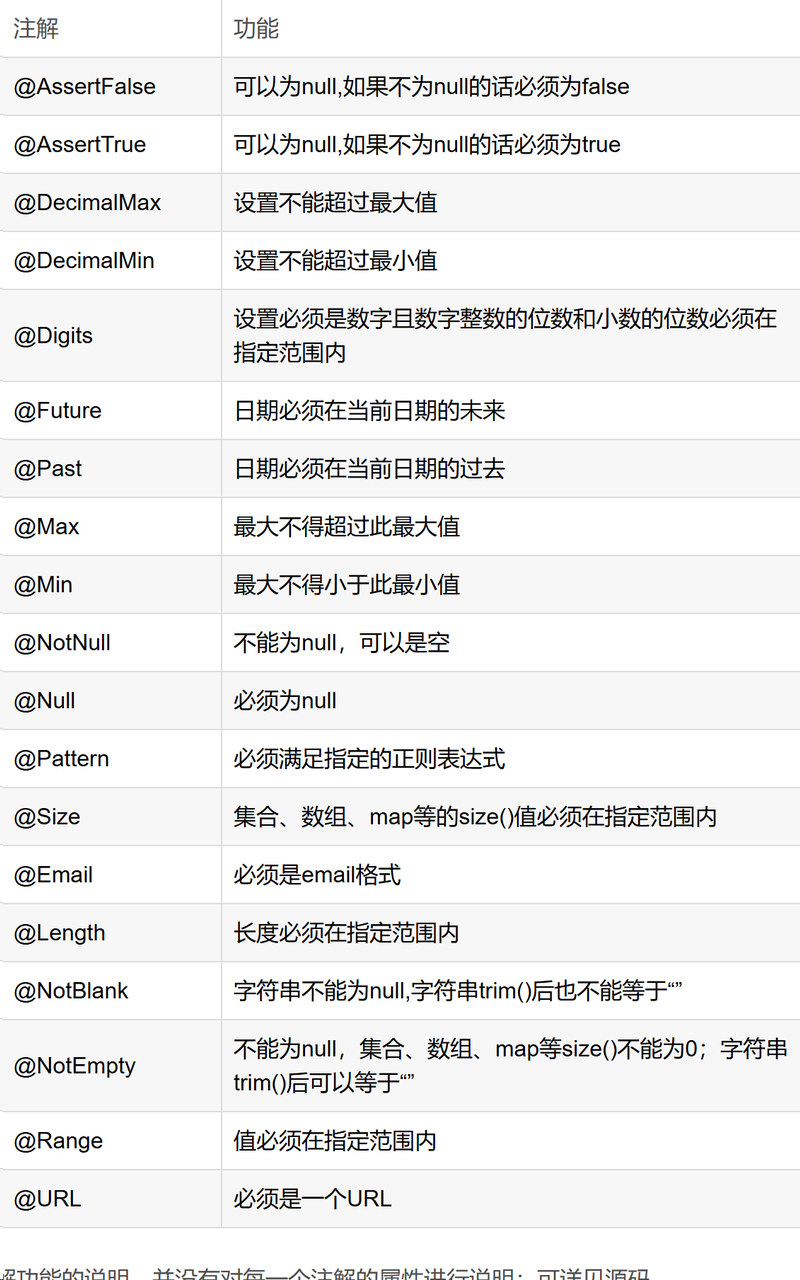 注解 功能
@AssertFalse 可以为null,如果不为null的话必须为false
@AssertTrue 可以为null,如果不为null的话必须为true
@DecimalMax 设置不能超过最大值
@DecimalMin 设置不能超过最小值
@Digits 设置必须是数字且数字整数的位数和小数的位数必须在
指定范围内
@Future 日期必须在当前日期的未来
@Past 日期必须在当前日期的过去
@Max 最大不得超过此最大值
@Min 最大不得小于此最小值
@NotNull 不能为null，可以是空
@Null 必须为null
@Pattern 必须满足指定的正则表达式
@Size 集合、数组、map等的size()值必须在指定范围内
@Email 必须是email格式
@Length 长度必须在指定范围内
@NotBlank 字符串不能为null,字符串trim()后也不能等于“”
@NotEmpty 不能为null，集合、数组、map等size()不能为0；字符串
trim()后可以等于“”
@Range 值必须在指定范围内
@URL 必须是一个URL
解功能的说明，并没有对每一个注解的属性进行说明；可详见源码